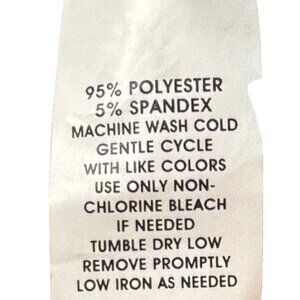 95% POLYESTER
5% SPANDEX
MACHINE WASH COLD
GENTLE CYCLE
WITH LIKE COLORS
USE ONLY NON-
CHLORINE BLEACH
IF NEEDED
TUMBLE DRY LOW
REMOVE PROMPTLY
LOW IRON AS NEEDED